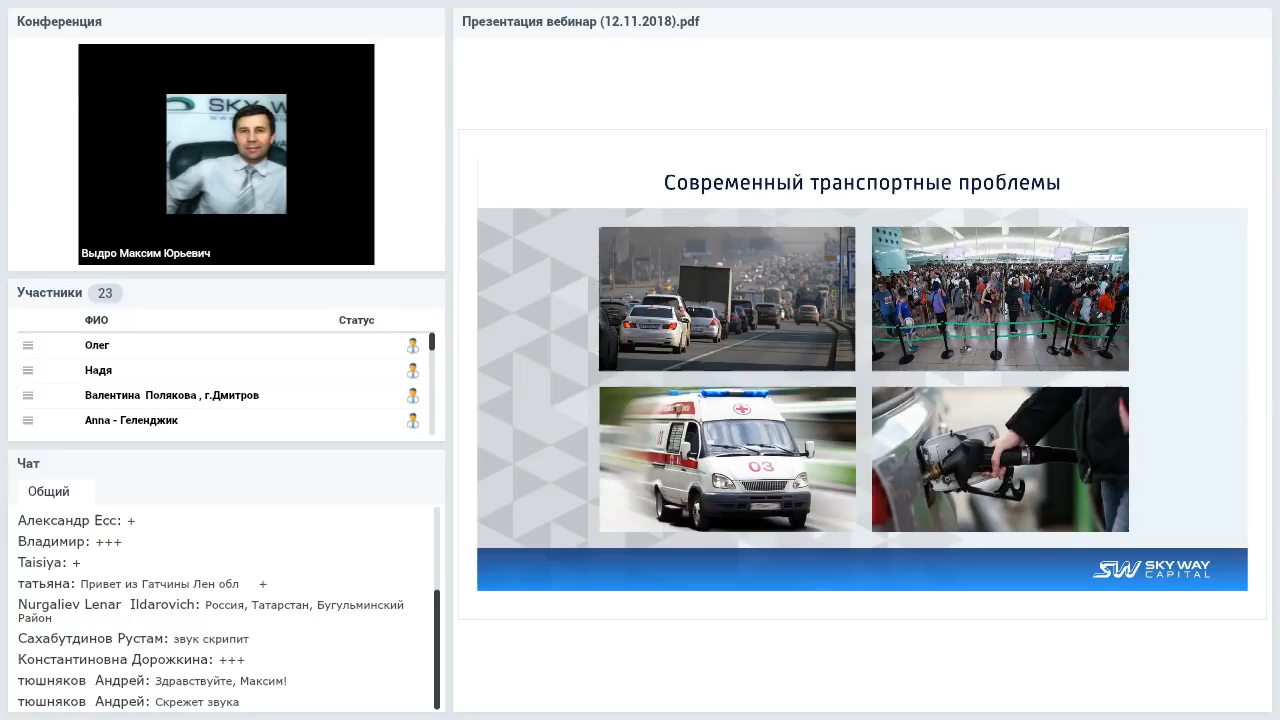 Конференция
SKY W
Выдро Максим Юрьевич
Участники 23
ФИО Статус
Олег
Надя
Валентина Полякова , г.Дмитров
Anna - Геленджик
Чат
Общий
Александр Есс: +
Владимир: +++
Taisiya: +
татьяна: Привет из Гатчины Лен обл +
Nurgaliev Lenar Ildarovich: Россия, Татарстан, Бугульминский
Район
Сахабутдинов Рустам: звук скрипит
Константиновна Дорожкина: +++
тюшняков Андрей: Здравствуйте, Максим!
тюшняков Андрей: Скрежет звука
Презентация вебинар (12.11.2018).pdf
Современный транспортные проблемы
03
SW SKY WAY
CAPITAL